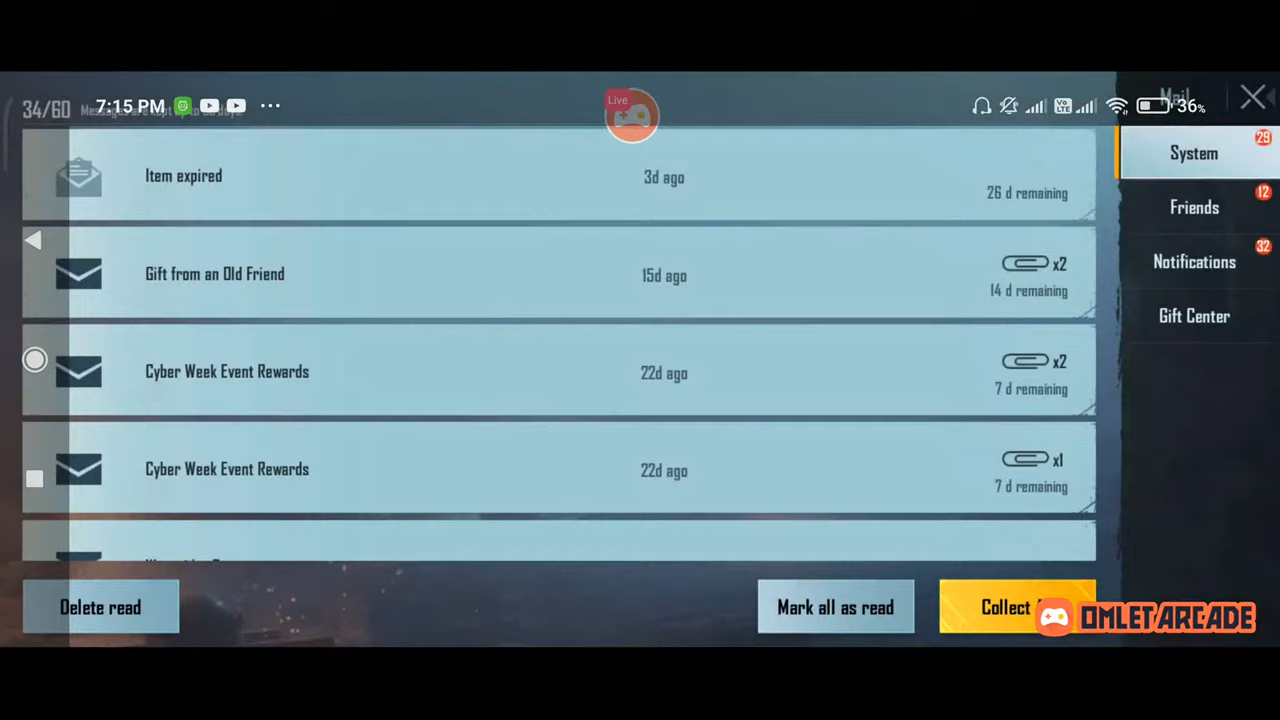 34/60
7:15 PM
...
Live
Vo
LTE
36%
Mail
Item expired
3d ago
26 d remaining
Gift from an Old Friend
15d ago
x2
14 d remaining
Cyber Week Event Rewards
22d ago
x2
7 d remaining
Cyber Week Event Rewards
22d ago
x1
7 d remaining
System
29
Friends
12
Notifications
32
Gift Center
Delete read
Mark all as read
Collect
OMLET ARCADE